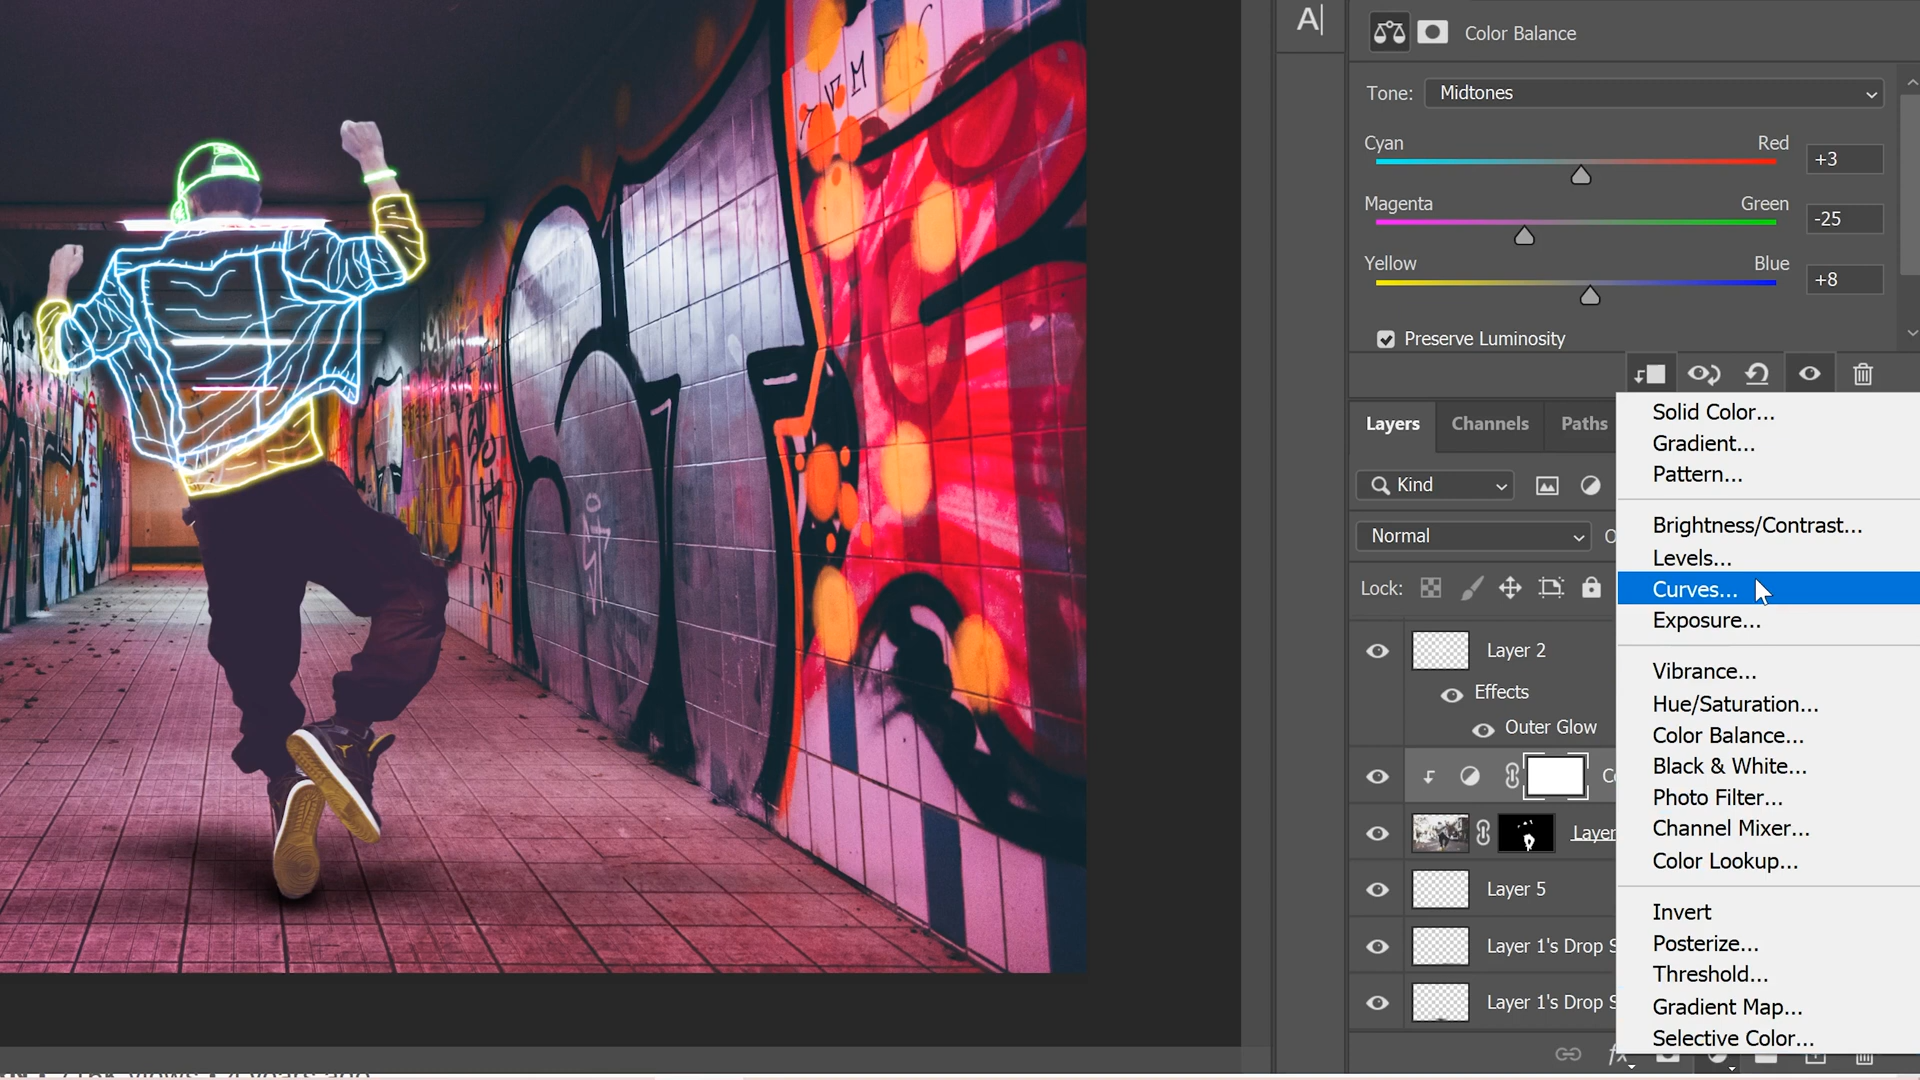 A
Color Balance
Tone: Midtones
Cyan Red +3
Magenta Green -25
Yellow Blue +8
Preserve Luminosity
Layers Channels Paths
Kind
Normal
Lock:
Layer 2
Effects
Outer Glow
Layer
Layer 5
Layer 1's Drop S
Layer 1's Drop S
fx
Solid Color...
Gradient...
Pattern...
Brightness/Contrast...
Levels...
Curves...
Exposure...
Vibrance...
Hue/Saturation...
Color Balance...
Black & White...
Photo Filter...
Channel Mixer...
Color Lookup...
Invert
Posterize...
Threshold...
Gradient Map...
Selective Color...